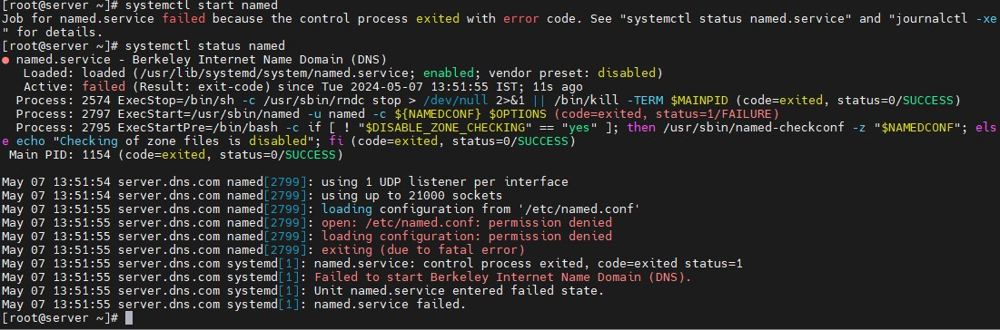 [root@server ~]# systemctl start named
Job for named.service failed because the control process exited with error code. See "systemctl status named.service" and "journalctl -xe
" for details.
[root@server ~]# systemctl status named
● named.service - Berkeley Internet Name Domain (DNS)
   Loaded: loaded (/usr/lib/systemd/system/named.service; enabled; vendor preset: disabled)
   Active: failed (Result: exit-code) since Tue 2024-05-07 13:51:55 IST; 11s ago
  Process: 2574 ExecStop=/bin/sh -c /usr/sbin/rndc stop > /dev/null 2>&1 || /bin/kill -TERM $MAINPID (code=exited, status=0/SUCCESS)
  Process: 2797 ExecStart=/usr/sbin/named -u named -c ${NAMEDCONF} $OPTIONS (code=exited, status=1/FAILURE)
  Process: 2795 ExecStartPre=/bin/bash -c if [ ! "$DISABLE_ZONE_CHECKING" == "yes" ]; then /usr/sbin/named-checkconf -z "$NAMEDCONF"; els
e echo "Checking of zone files is disabled"; fi (code=exited, status=0/SUCCESS)
 Main PID: 1154 (code=exited, status=0/SUCCESS)

May 07 13:51:54 server.dns.com named[2799]: using 1 UDP listener per interface
May 07 13:51:54 server.dns.com named[2799]: using up to 21000 sockets
May 07 13:51:55 server.dns.com named[2799]: loading configuration from '/etc/named.conf'
May 07 13:51:55 server.dns.com named[2799]: open: /etc/named.conf: permission denied
May 07 13:51:55 server.dns.com named[2799]: loading configuration: permission denied
May 07 13:51:55 server.dns.com named[2799]: exiting (due to fatal error)
May 07 13:51:55 server.dns.com systemd[1]: named.service: control process exited, code=exited status=1
May 07 13:51:55 server.dns.com systemd[1]: Failed to start Berkeley Internet Name Domain (DNS).
May 07 13:51:55 server.dns.com systemd[1]: Unit named.service entered failed state.
May 07 13:51:55 server.dns.com systemd[1]: named.service failed.
[root@server ~]#